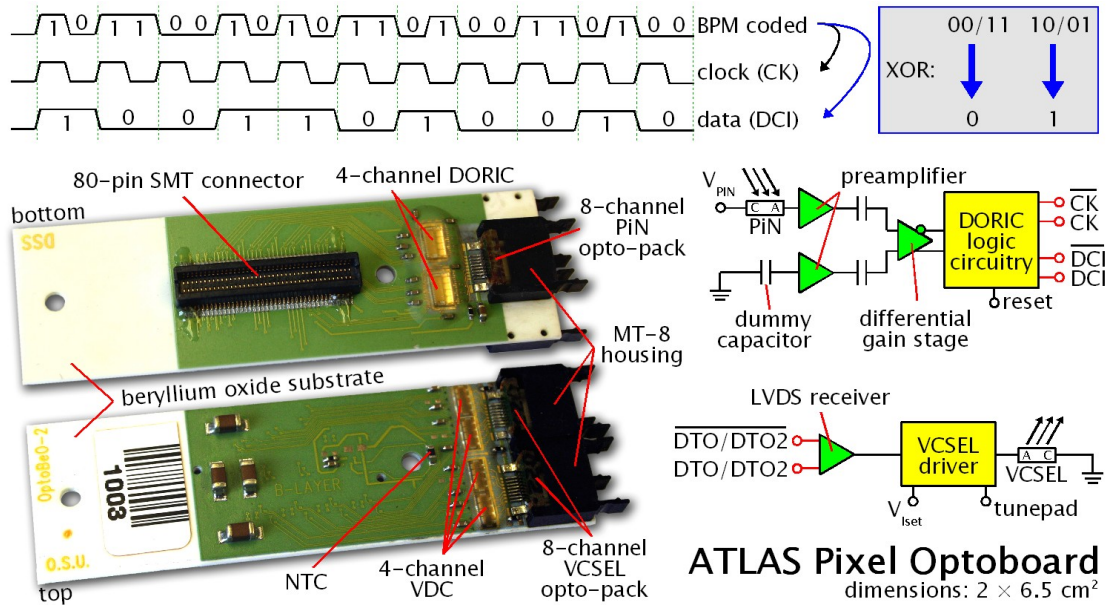 1 0 1 1 0 0 1 0 1 0 1 1 0 1 0 0 1 1 0 1 0 0 BPM coded
clock (CK)
1 0 0 1 1 0 1 0 0 1 0 data (DCI)
00/11 10/01
XOR:
0 1
80-pin SMT connector
4-channel DORIC
bottom
8-channel
PiN
opto-pack
DSS
MT-8
housing
beryllium oxide substrate
OptoBeO-2
1003
B-LAYER
O.S.U.
top
NTC
4-channel
VDC
8-channel
VCSEL
opto-pack
VPIN
C A
PiN
preamplifier
DORIC
logic
circuitry
CK
CK
DCI
DCI
reset
dummy
capacitor
differential
gain stage
LVDS receiver
DTO/DTO2
DTO/DTO2
VCSEL
driver
A C
VCSEL
VIset
tunepad
ATLAS Pixel Optoboard
dimensions: 2 × 6.5 cm²